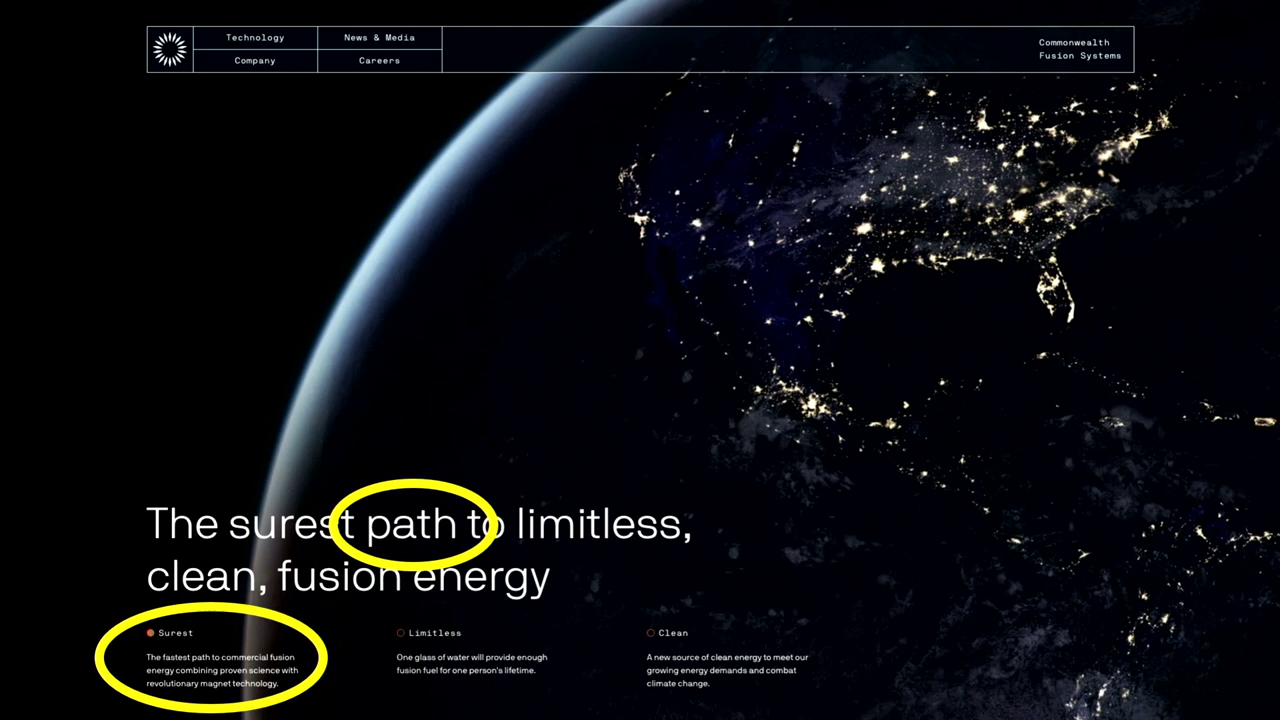 Technology
News & Media
Company
Careers
Commonwealth
Fusion Systems
The surest path to limitless,
clean, fusion energy
Surest
The fastest path to commercial fusion
energy combining proven science with
revolutionary magnet technology.
Limitless
One glass of water will provide enough
fusion fuel for one person's lifetime.
Clean
A new source of clean energy to meet our
growing energy demands and combat
climate change.